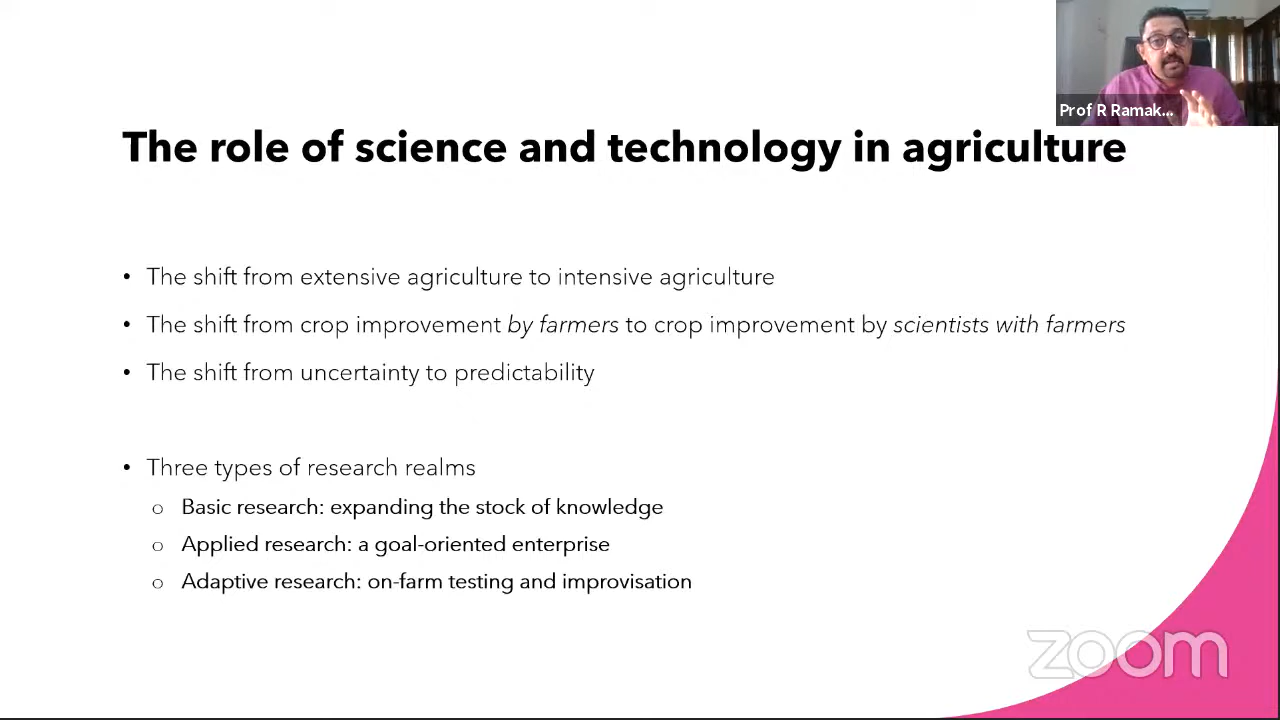 Prof R Ramak...
The role of science and technology in agriculture
• The shift from extensive agriculture to intensive agriculture
• The shift from crop improvement by farmers to crop improvement by scientists with farmers
• The shift from uncertainty to predictability
• Three types of research realms
o Basic research: expanding the stock of knowledge
o Applied research: a goal-oriented enterprise
o Adaptive research: on-farm testing and improvisation
zoom